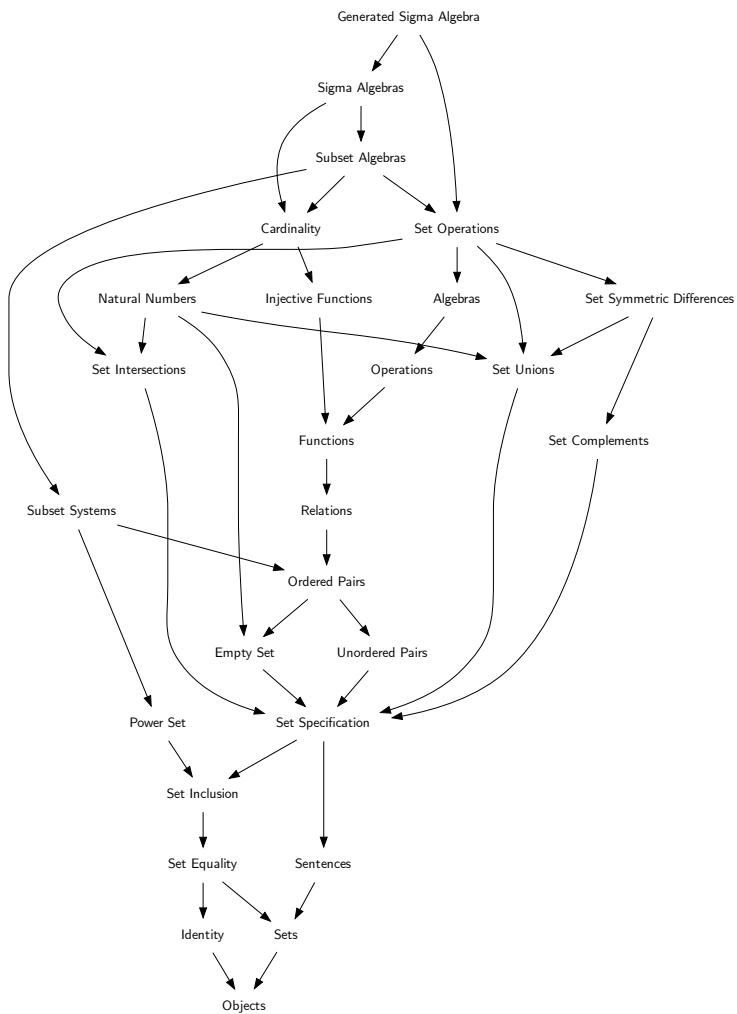 Generated Sigma Algebra
Sigma Algebras
Subset Algebras
Cardinality
Set Operations
Natural Numbers
Injective Functions
Algebras
Set Symmetric Differences
Set Intersections
Operations
Set Unions
Functions
Set Complements
Subset Systems
Relations
Ordered Pairs
Empty Set
Unordered Pairs
Power Set
Set Specification
Set Inclusion
Set Equality
Sentences
Identity
Sets
Objects